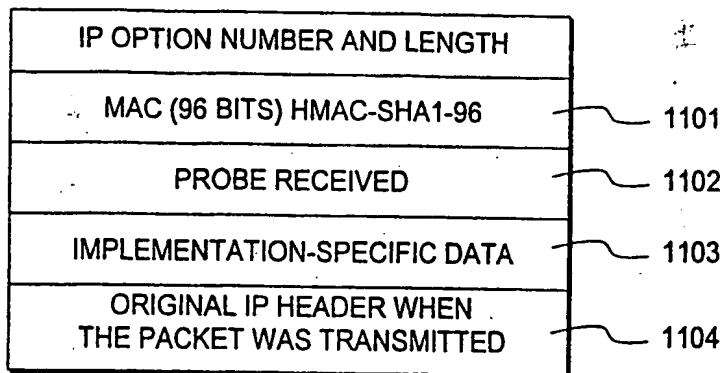 IP OPTION NUMBER AND LENGTH
MAC (96 BITS) HMAC-SHA1-96 1101
PROBE RECEIVED 1102
IMPLEMENTATION-SPECIFIC DATA 1103
ORIGINAL IP HEADER WHEN
THE PACKET WAS TRANSMITTED 1104